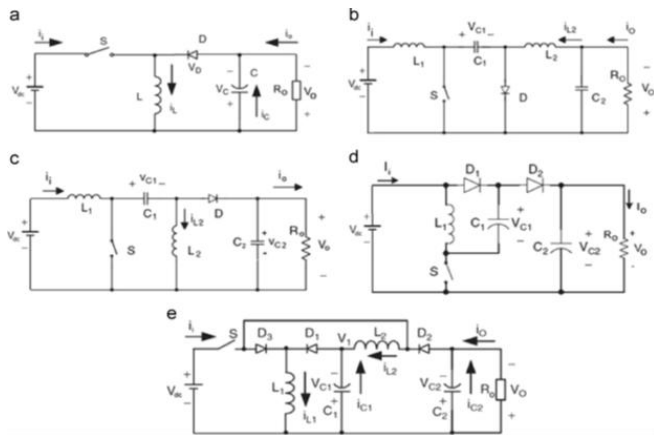 a
i_i
S
D
i_o
V_dc
+
−
L
i_L
V_D
V_C
−
+
C
i_C
R_O
V_O
−
+
b
i_i
L_1
+ V_C1 −
C_1
i_L2
L_2
i_O
V_dc
+
−
S
D
C_2
R_O
V_O
−
+
c
i_i
L_1
+ v_C1 −
C_1
D
i_o
V_dc
+
−
S
i_L2
L_2
C_2
+
v_C2
-
R_o
V_o
+
−
d
I_i
D_1
D_2
I_O
V_dc
+
−
L_1
S
C_1
+
V_C1
−
C_2
+
V_C2
−
R_O
+
V_O
-
e
i_i
S
D_3
D_1
V_1
L_2
D_2
i_O
V_dc
+
−
L_1
i_L1
V_C1
−
+
C_1
i_C1
i_L2
V_C2
−
+
C_2
i_C2
R_O
V_O
−
+